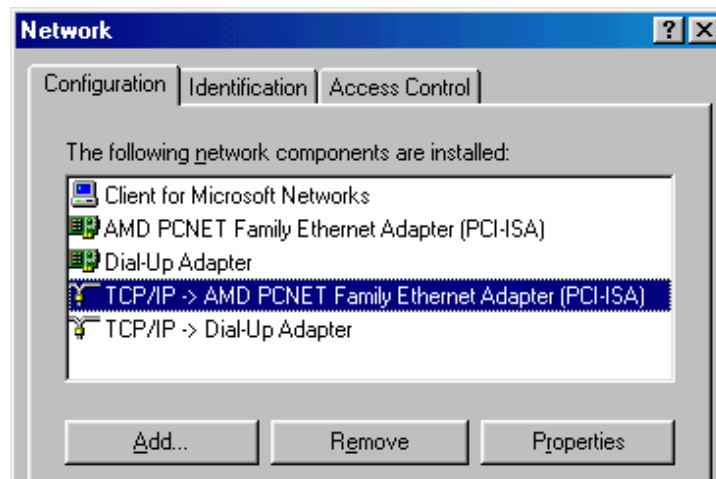 Network
Configuration Identification Access Control
The following network components are installed:
Client for Microsoft Networks
AMD PCNET Family Ethernet Adapter (PCI-ISA)
Dial-Up Adapter
TCP/IP -> AMD PCNET Family Ethernet Adapter (PCI-ISA)
TCP/IP -> Dial-Up Adapter
Add... Remove Properties